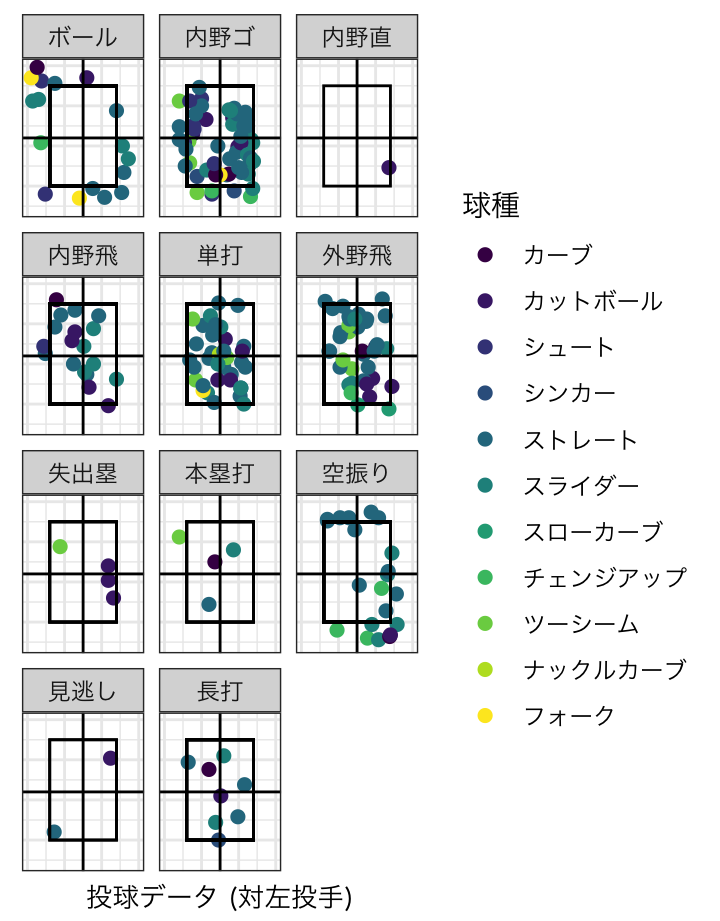 ボール 内野ゴ 内野直
内野飛 単打 外野飛
失出塁 本塁打 空振り
見逃し 長打
球種
カーブ
カットボール
シュート
シンカー
ストレート
スライダー
スローカーブ
チェンジアップ
ツーシーム
ナックルカーブ
フォーク
投球データ (対左投手)